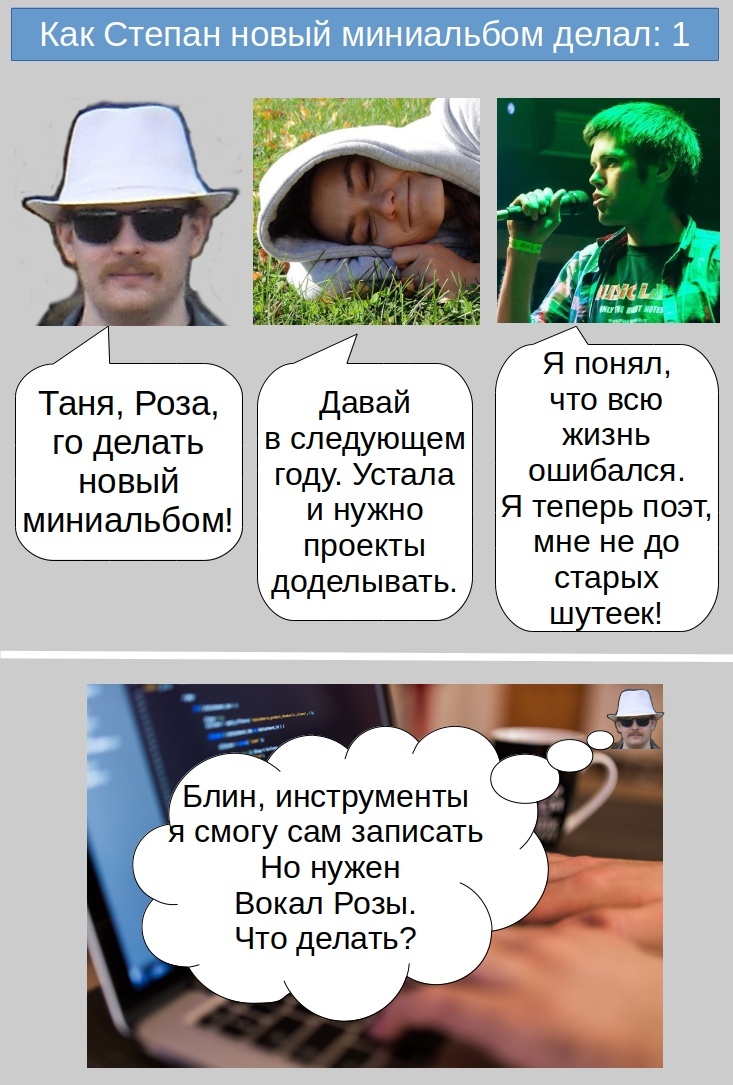 Как Степан новый миниальбом делал: 1
Таня, Роза,
го делать
новый
миниальбом!
Давай
в следующем
году. Устала
и нужно
проекты
доделывать.
Я понял,
что всю
жизнь
ошибался.
Я теперь поэт,
мне не до
старых
шутеек!
Блин, инструменты
я смогу сам записать
Но нужен
Вокал Розы.
Что делать?